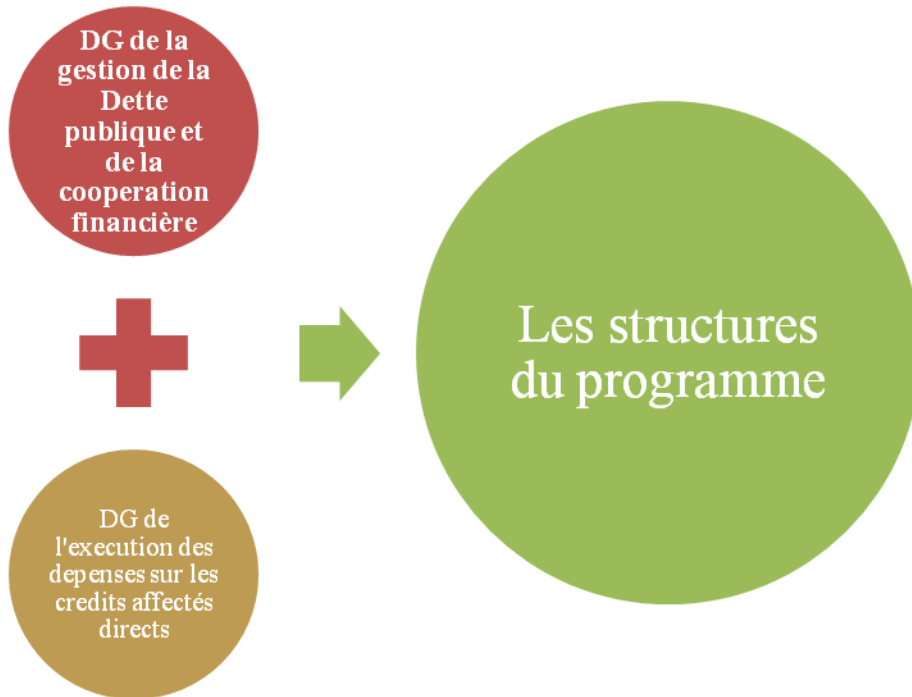 DG de la
gestion de la
Dette
publique et
de la
cooperation
financière
Les structures
du programme
DG de
l'execution des
depenses sur les
credits affectés
directs